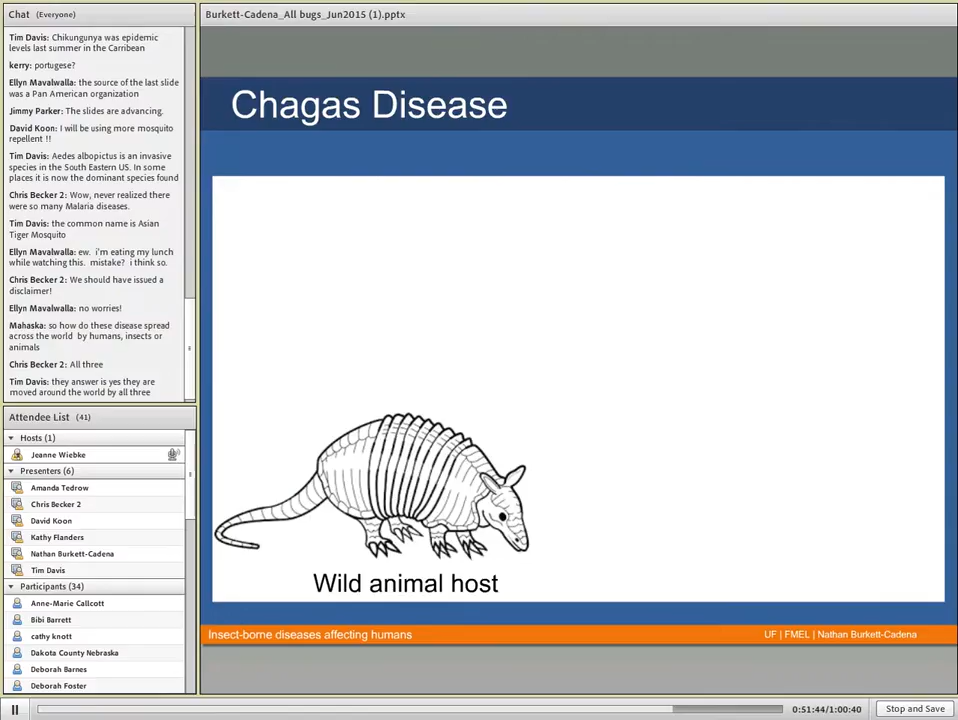 Chat (Everyone)
Tim Davis: Chikungunya was epidemic
levels last summer in the Carribean
kerry: portugese?
Ellyn Mavalwalla: the source of the last slide
was a Pan American organization
Jimmy Parker: The slides are advancing.
David Koon: I will be using more mosquito
repellent !!
Tim Davis: Aedes albopictus is an invasive
species in the South Eastern US. In some
places it is now the dominant species found
Chris Becker 2: Wow, never realized there
were so many Malaria diseases.
Tim Davis: the common name is Asian
Tiger Mosquito
Ellyn Mavalwalla: ew. i'm eating my lunch
while watching this. mistake? i think so.
Chris Becker 2: We should have issued a
disclaimer!
Ellyn Mavalwalla: no worries!
Mahaska: so how do these disease spread
across the world by humans, insects or
animals
Chris Becker 2: All three
Tim Davis: they answer is yes they are
moved around the world by all three
Attendee List (41)
Hosts (1)
Jeanne Wiebke
Presenters (6)
Amanda Tedrow
Chris Becker 2
David Koon
Kathy Flanders
Nathan Burkett-Cadena
Tim Davis
Participants (34)
Anne-Marie Callcott
Bibi Barrett
cathy knott
Dakota County Nebraska
Deborah Barnes
Deborah Foster
Burkett-Cadena_All bugs_Jun2015 (1).pptx
Chagas Disease
Wild animal host
Insect-borne diseases affecting humans
UF | FMEL | Nathan Burkett-Cadena
0:51:44/1:00:40
Stop and Save